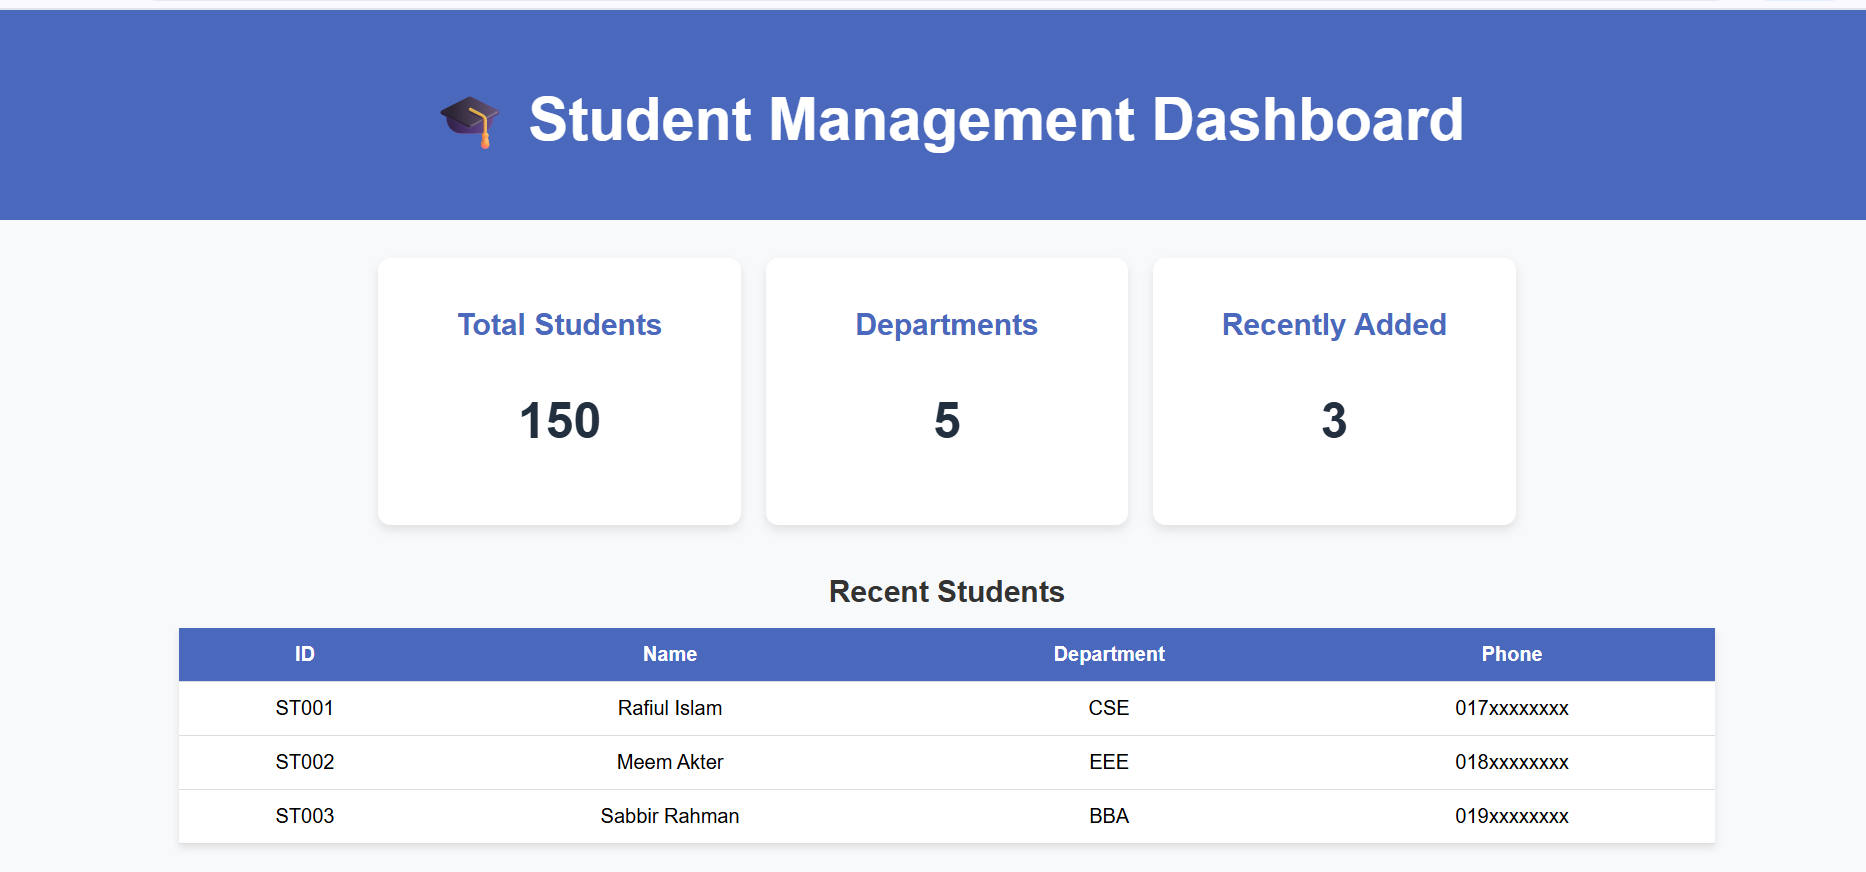 🎓 Student Management Dashboard
Total Students
Departments
Recently Added
150
5
3
Recent Students
ID Name Department Phone
ST001 Rafiul Islam CSE 017xxxxxxxx
ST002 Meem Akter EEE 018xxxxxxxx
ST003 Sabbir Rahman BBA 019xxxxxxxx